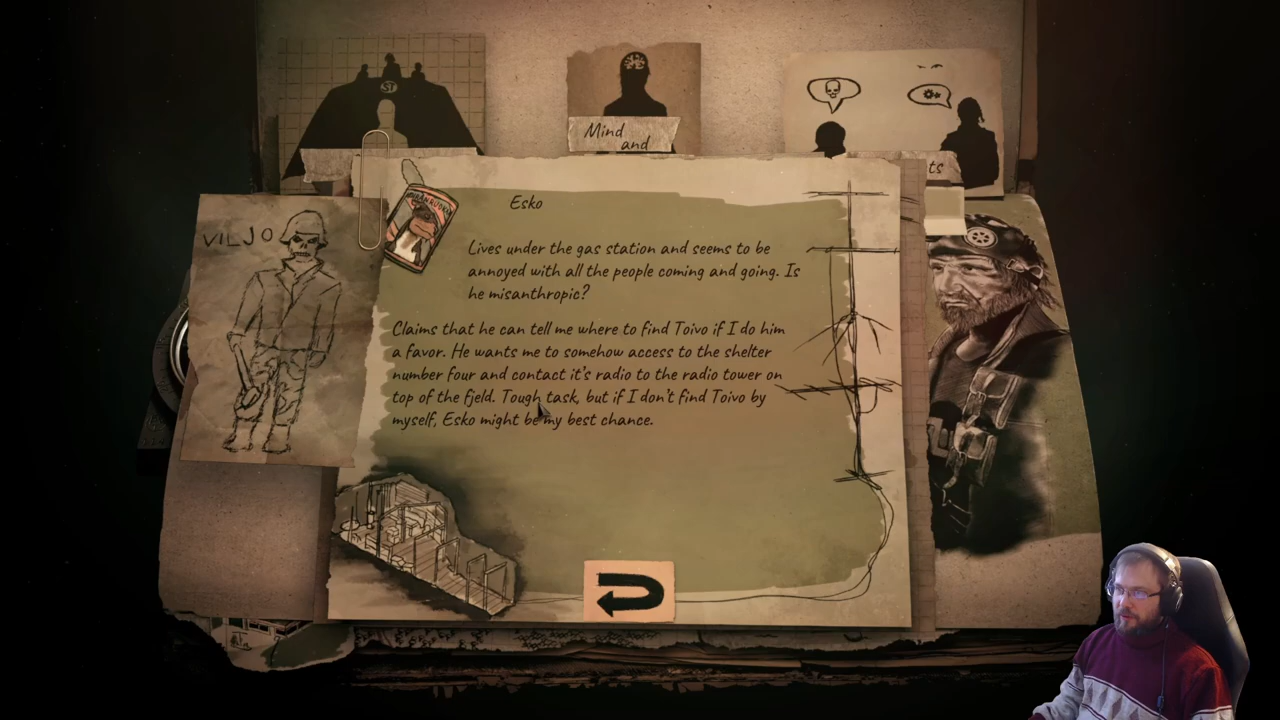 ST
Mind
and
ts
VILJO
Esko
Lives under the gas station and seems to be
annoyed with all the people coming and going. Is
he misanthropic?
Claims that he can tell me where to find Toivo if I do him
a favor. He wants me to somehow access to the shelter
number four and contact it's radio to the radio tower on
top of the fjeld. Tough task, but if I don't find Toivo by
myself, Esko might be my best chance.